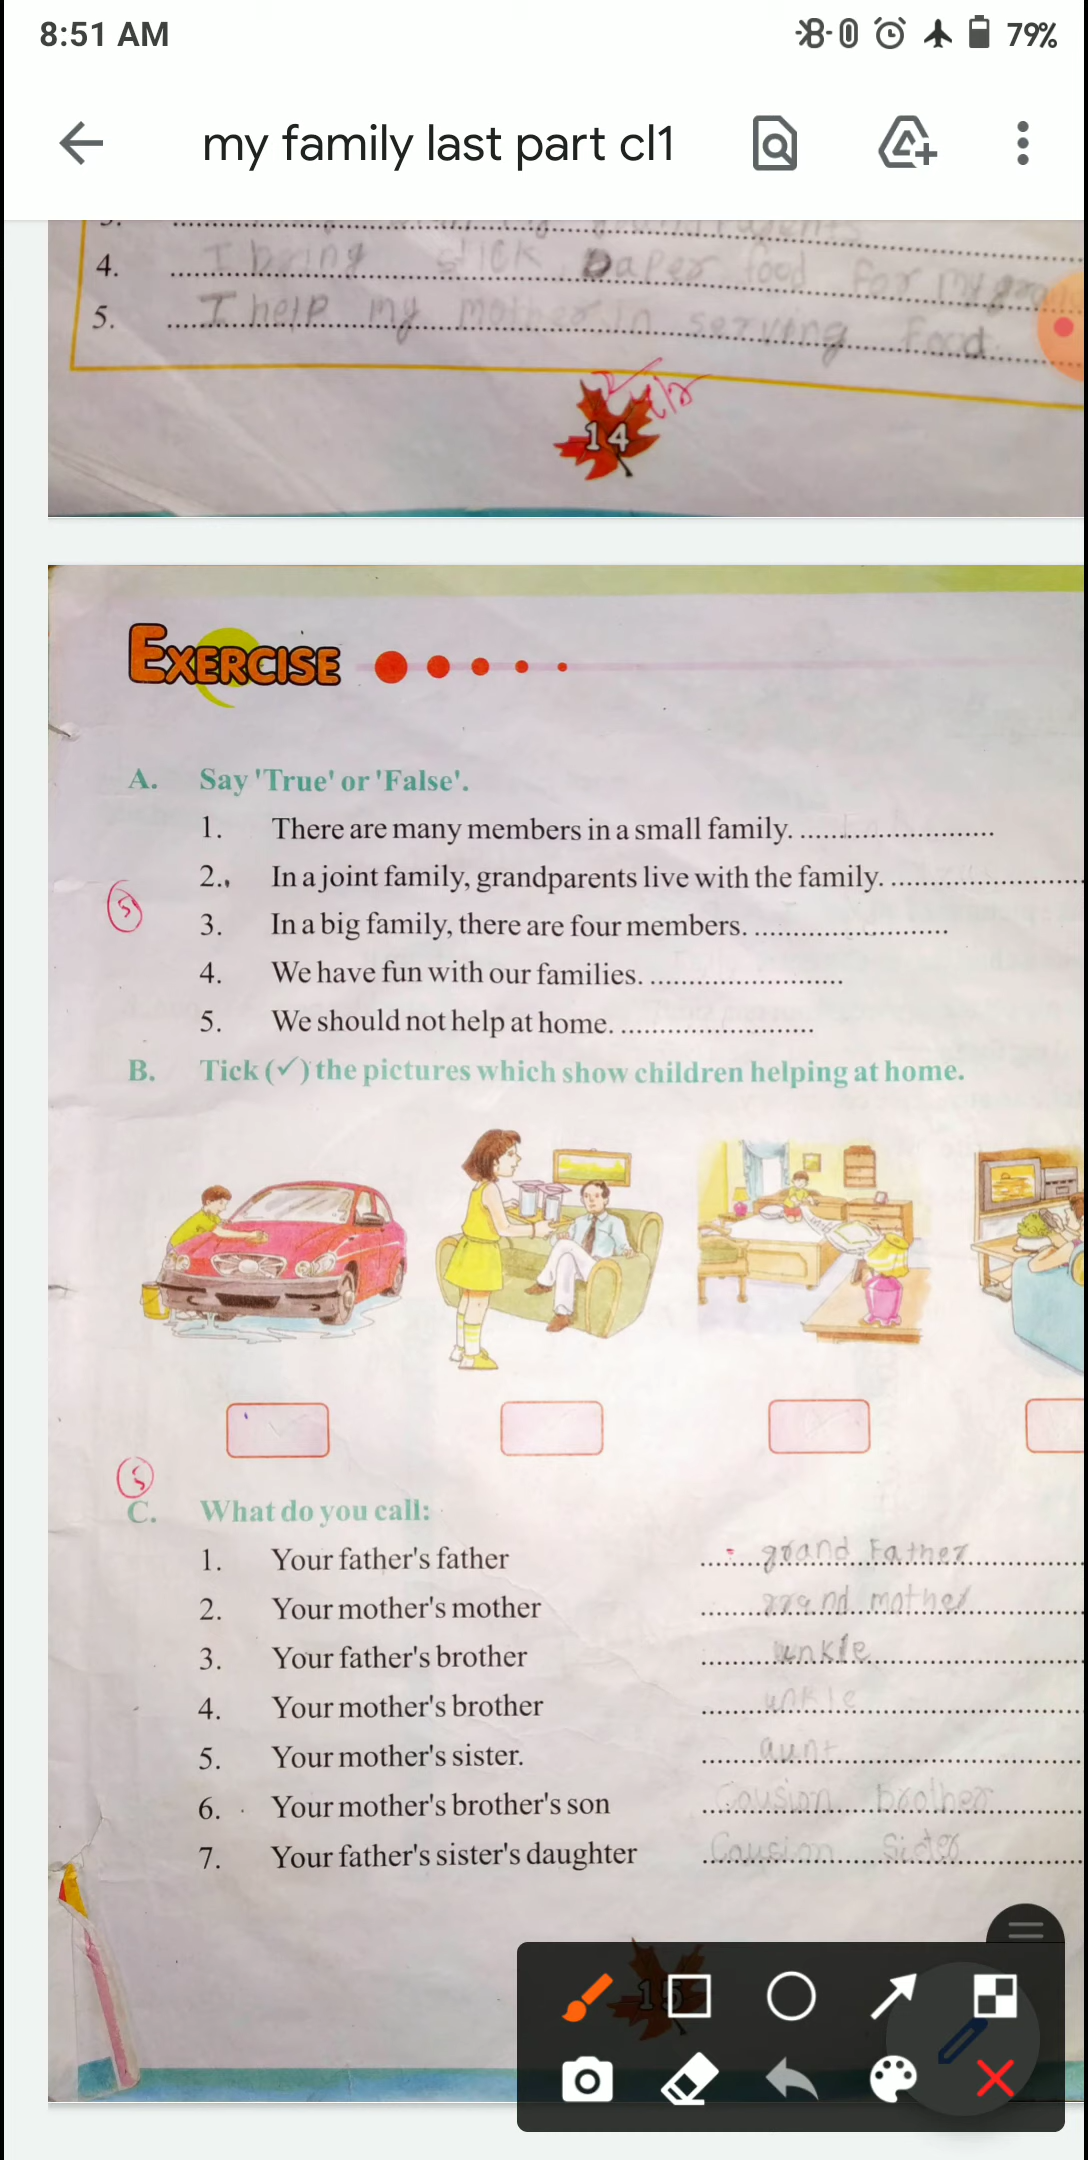 8:51 AM 79%
my family last part cl1
4. I bring stick paper food for my
5. I help my mother in serving Food.
14
EXERCISE
A. Say 'True' or 'False'.
1. There are many members in a small family. ........................
2. In a joint family, grandparents live with the family. ........................
5
3. In a big family, there are four members. ........................
4. We have fun with our families. ........................
5. We should not help at home. ........................
B. Tick (✓) the pictures which show children helping at home.
5
C. What do you call:
1. Your father's father grand Father
2. Your mother's mother grand mother
3. Your father's brother unkle
4. Your mother's brother unkle
5. Your mother's sister. aunt
6. Your mother's brother's son Cousion brother
7. Your father's sister's daughter Cousion Sister
15